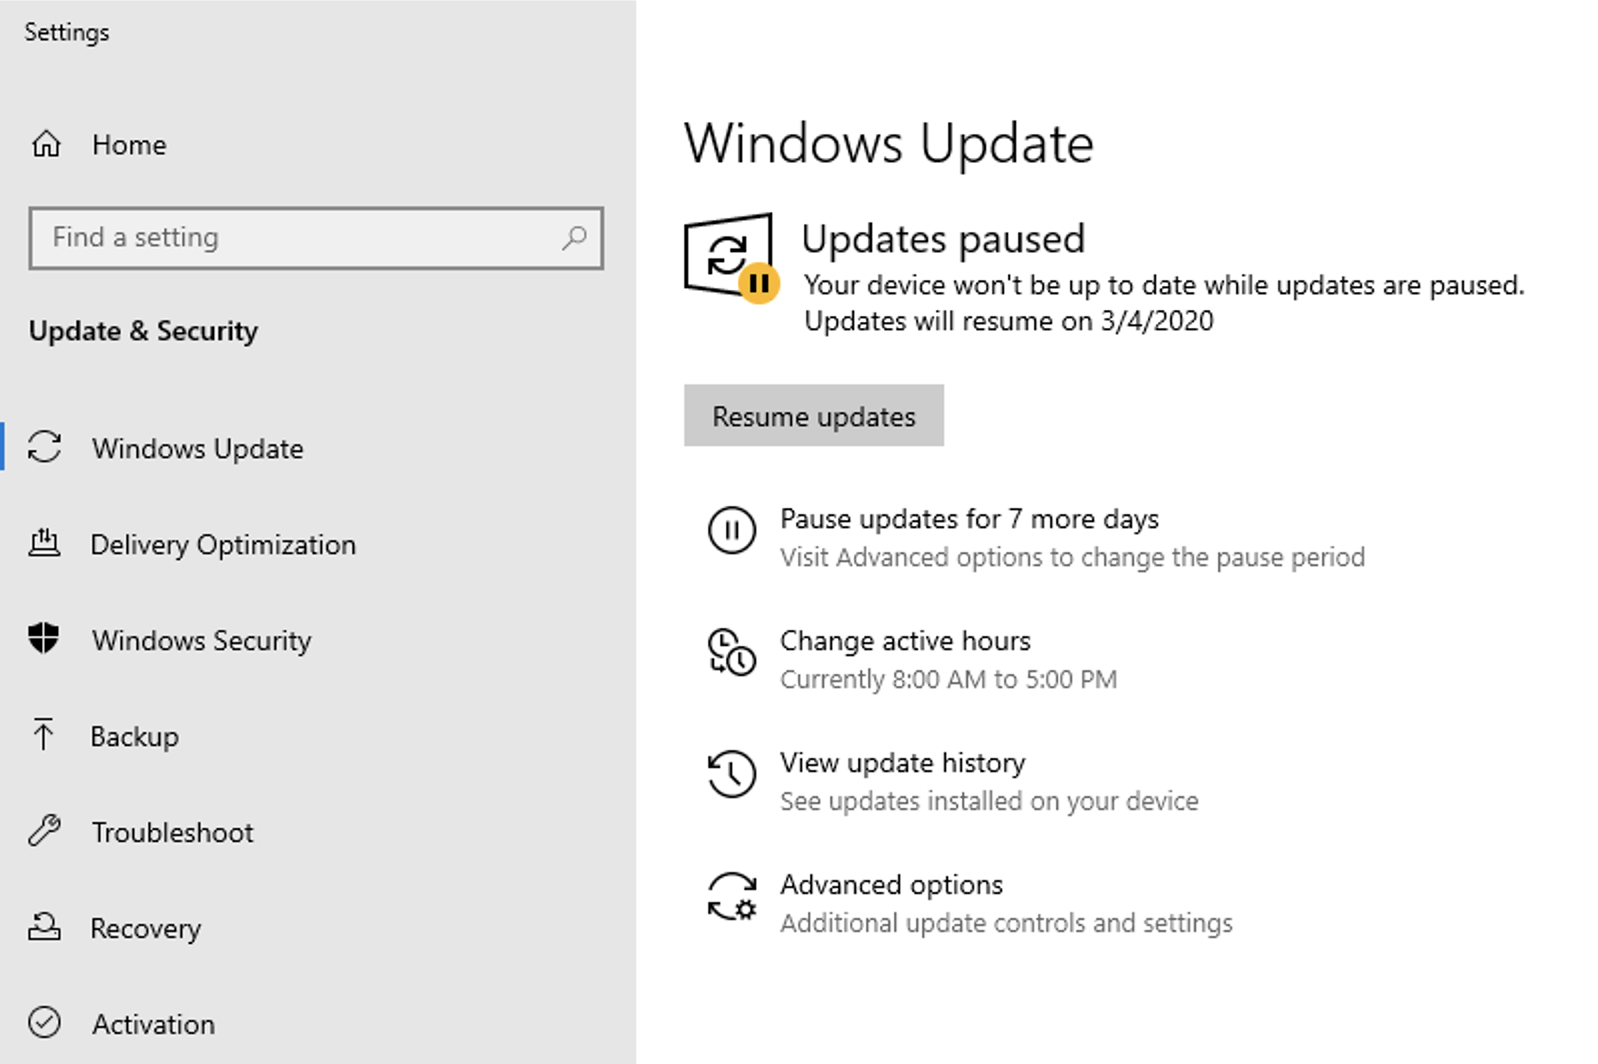 Settings
Home
Find a setting
Update & Security
Windows Update
Delivery Optimization
Windows Security
Backup
Troubleshoot
Recovery
Activation
Windows Update
Updates paused
Your device won't be up to date while updates are paused.
Updates will resume on 3/4/2020
Resume updates
Pause updates for 7 more days
Visit Advanced options to change the pause period
Change active hours
Currently 8:00 AM to 5:00 PM
View update history
See updates installed on your device
Advanced options
Additional update controls and settings